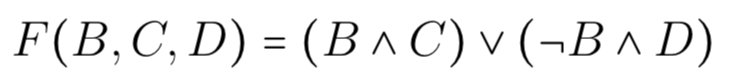 F(B, C, D) = (B ∧ C) ∨ (¬B ∧ D)